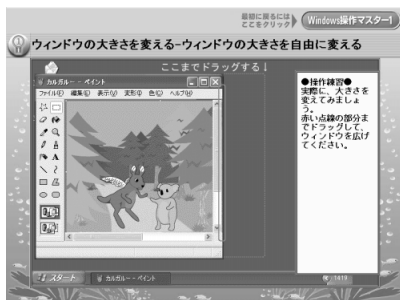 最初に戻るには
ここをクリック
Windows操作マスター1
ウィンドウの大きさを変える-ウィンドウの大きさを自由に変える
ここまでドラッグする↓
カルガルー - ペイント
ファイル(F) 編集(E) 表示(V) 変形(I) 色(C) ヘルプ(H)
●操作練習●
実際に、大きさを
変えてみましょ
う。
赤い点線の部分ま
でドラッグして、
ウィンドウを広げ
てください。
スタート
カルガルー - ペイント
14:19